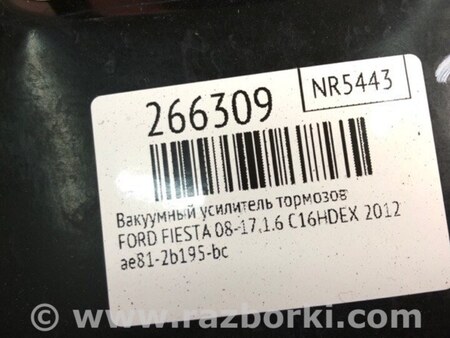 NR5443
266309
Вакуумный усилитель тормозов
FORD FIESTA 08-17 1.6 C16HDEX 2012
ae81-2b195-bc
© www.razborki.com